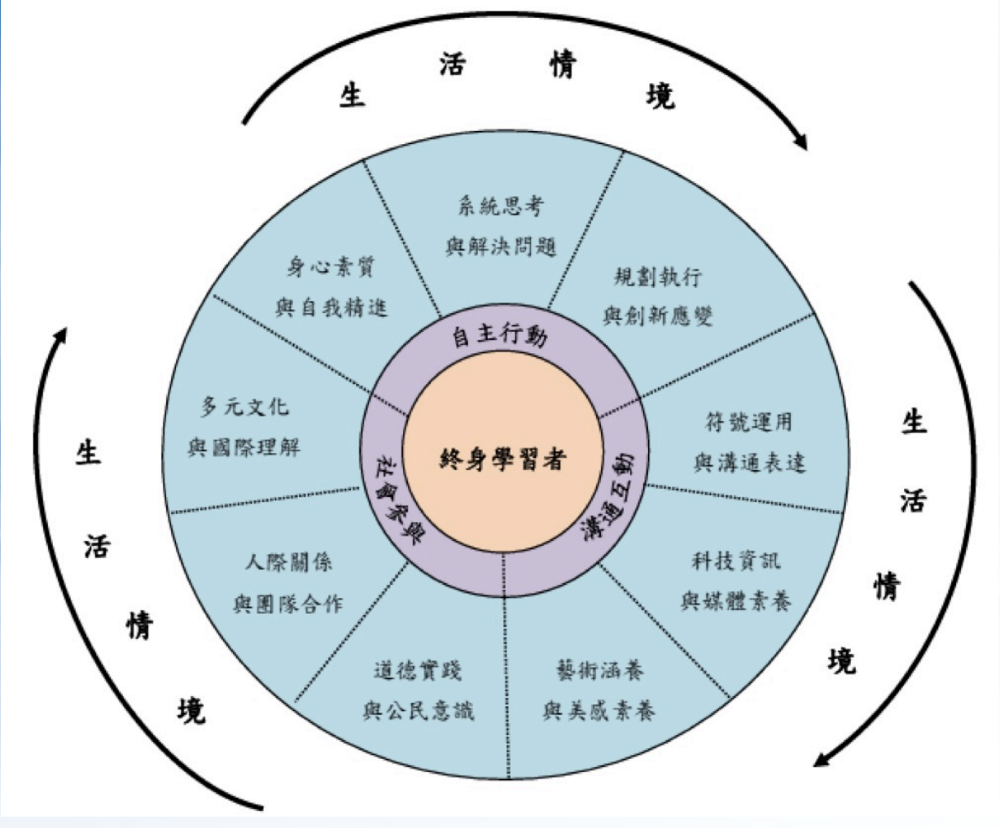 生活情境
系統思考
與解決問題
身心素質
與自我精進
規劃執行
與創新應變
自主行動
多元文化
與國際理解
符號運用
與溝通表達
終身學習者
社會參與
溝通互動
生活情境
生活情境
人際關係
與團隊合作
科技資訊
與媒體素養
道德實踐
與公民意識
藝術涵養
與美感素養